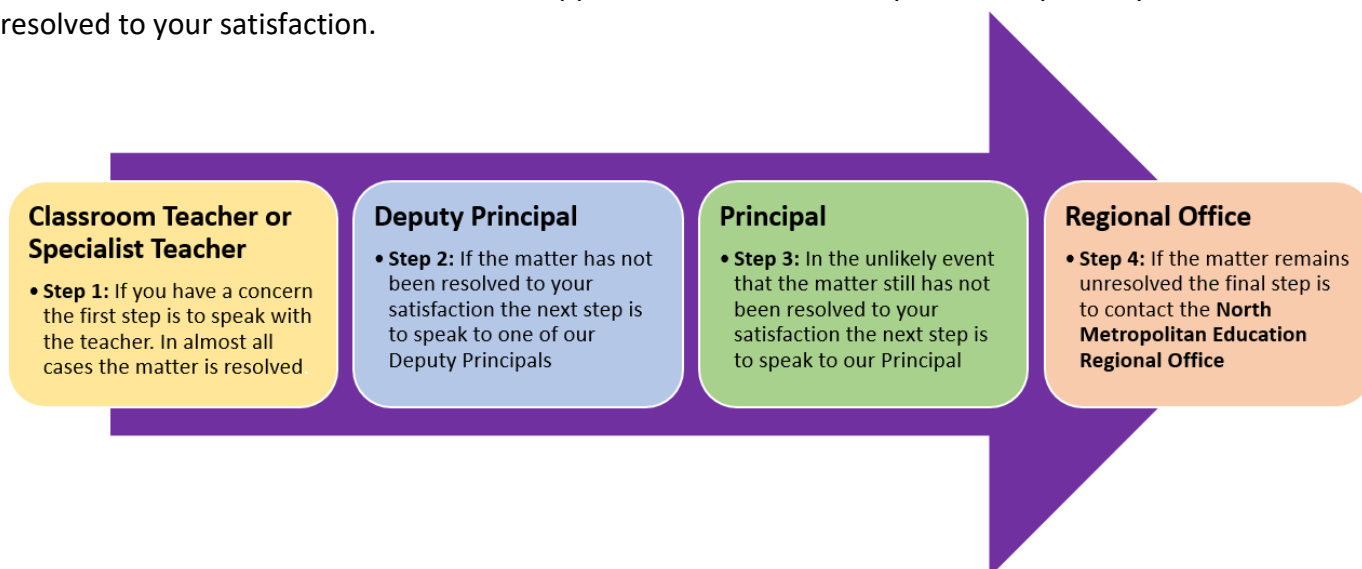 resolved to your satisfaction.
Classroom Teacher or
Specialist Teacher
• Step 1: If you have a concern
the first step is to speak with
the teacher. In almost all
cases the matter is resolved
Deputy Principal
• Step 2: If the matter has not
been resolved to your
satisfaction the next step is
to speak to one of our
Deputy Principals
Principal
• Step 3: In the unlikely event
that the matter still has not
been resolved to your
satisfaction the next step is
to speak to our Principal
Regional Office
• Step 4: If the matter remains
unresolved the final step is
to contact the North
Metropolitan Education
Regional Office